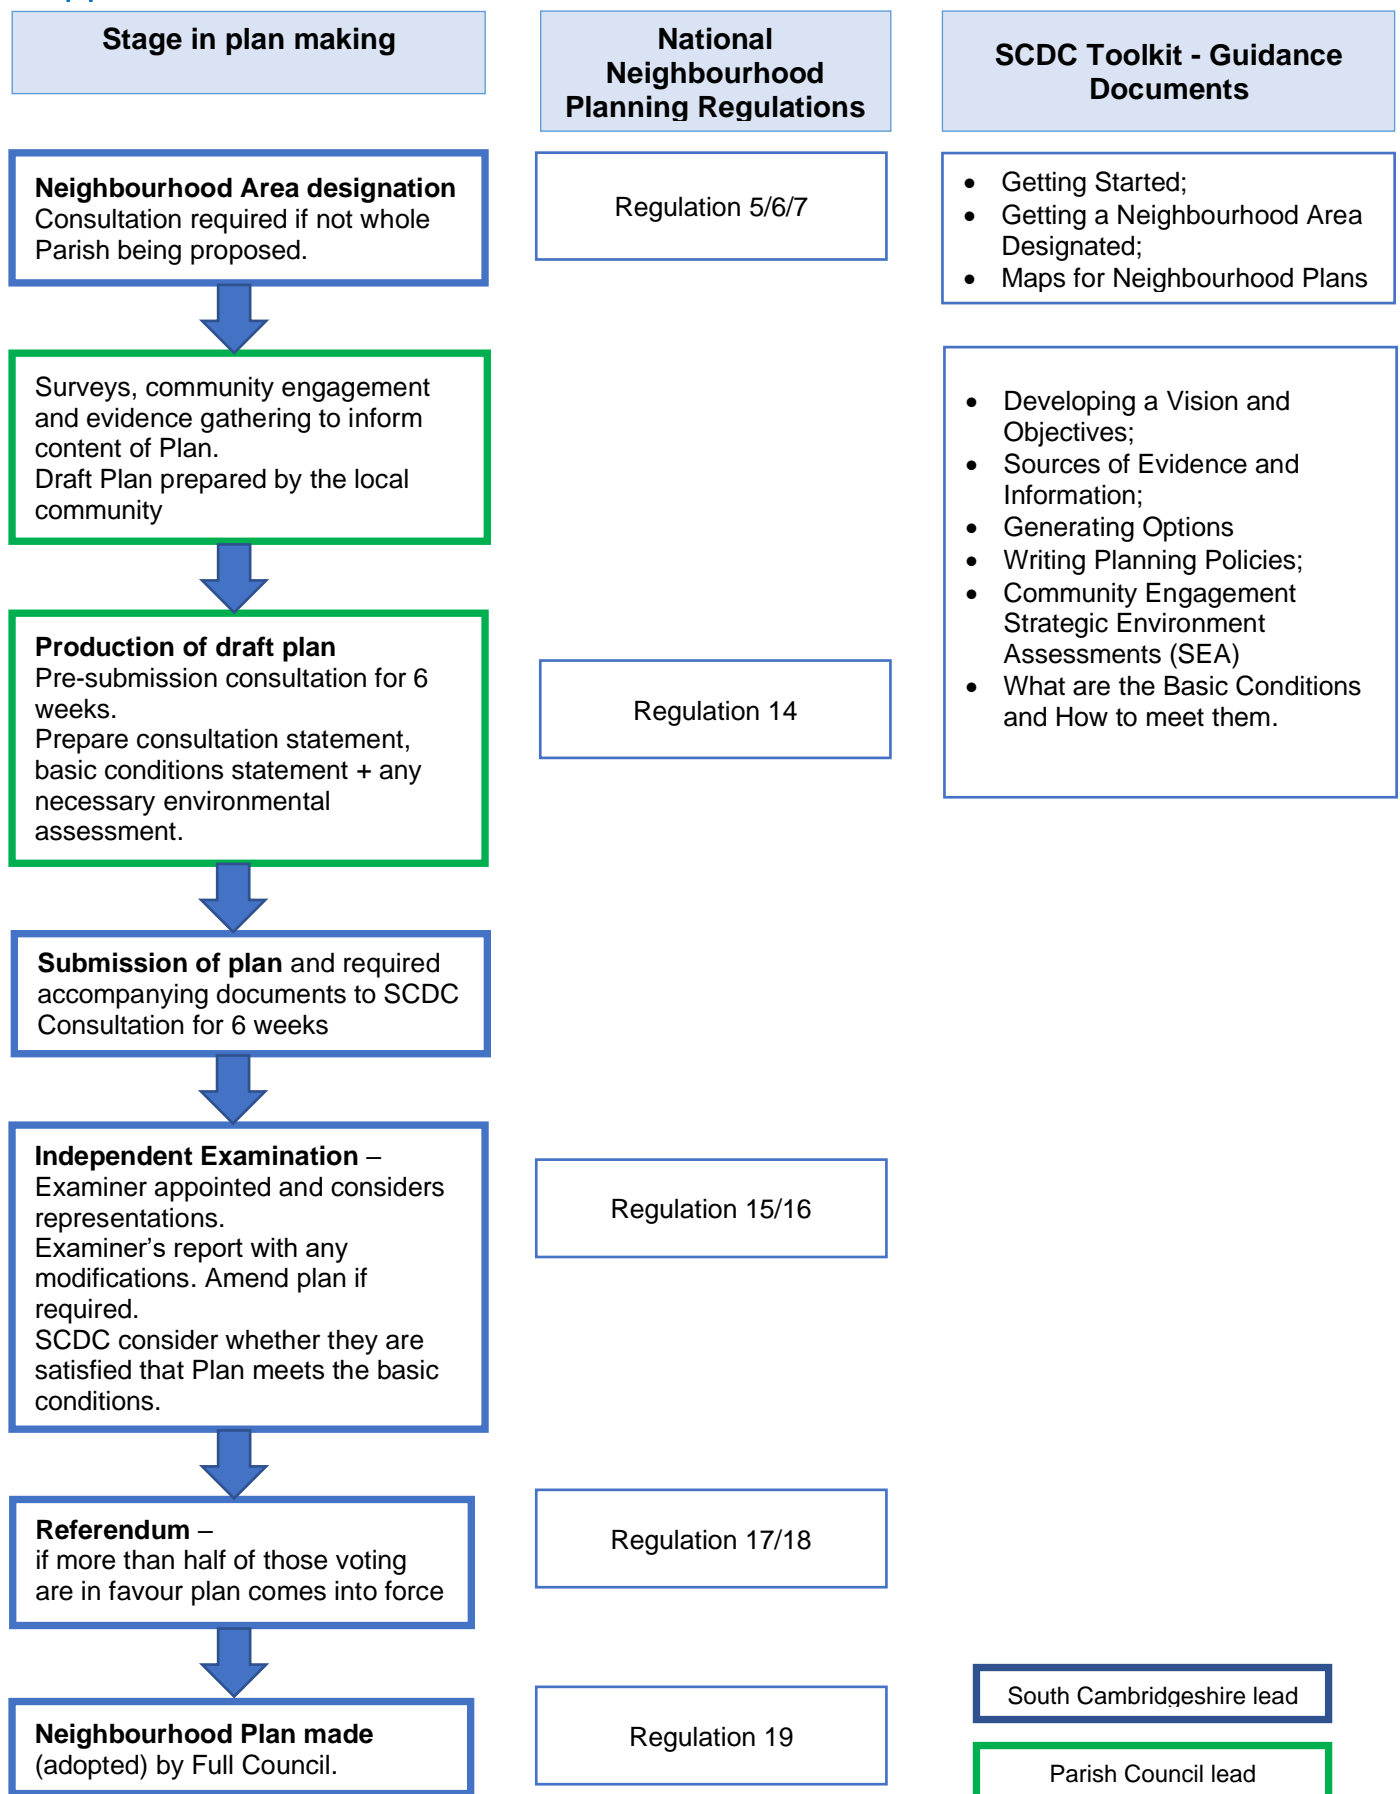 Stage in plan making
National
Neighbourhood
Planning Regulations
SCDC Toolkit - Guidance
Documents
Neighbourhood Area designation
Consultation required if not whole
Parish being proposed.
Regulation 5/6/7
• Getting Started;
• Getting a Neighbourhood Area
Designated;
• Maps for Neighbourhood Plans
Surveys, community engagement
and evidence gathering to inform
content of Plan.
Draft Plan prepared by the local
community
• Developing a Vision and
Objectives;
• Sources of Evidence and
Information;
• Generating Options
• Writing Planning Policies;
• Community Engagement
Strategic Environment
Assessments (SEA)
• What are the Basic Conditions
and How to meet them.
Production of draft plan
Pre-submission consultation for 6
weeks.
Prepare consultation statement,
basic conditions statement + any
necessary environmental
assessment.
Regulation 14
Submission of plan and required
accompanying documents to SCDC
Consultation for 6 weeks
Independent Examination –
Examiner appointed and considers
representations.
Examiner’s report with any
modifications. Amend plan if
required.
SCDC consider whether they are
satisfied that Plan meets the basic
conditions.
Regulation 15/16
Referendum –
if more than half of those voting
are in favour plan comes into force
Regulation 17/18
Neighbourhood Plan made
(adopted) by Full Council.
Regulation 19
South Cambridgeshire lead
Parish Council lead